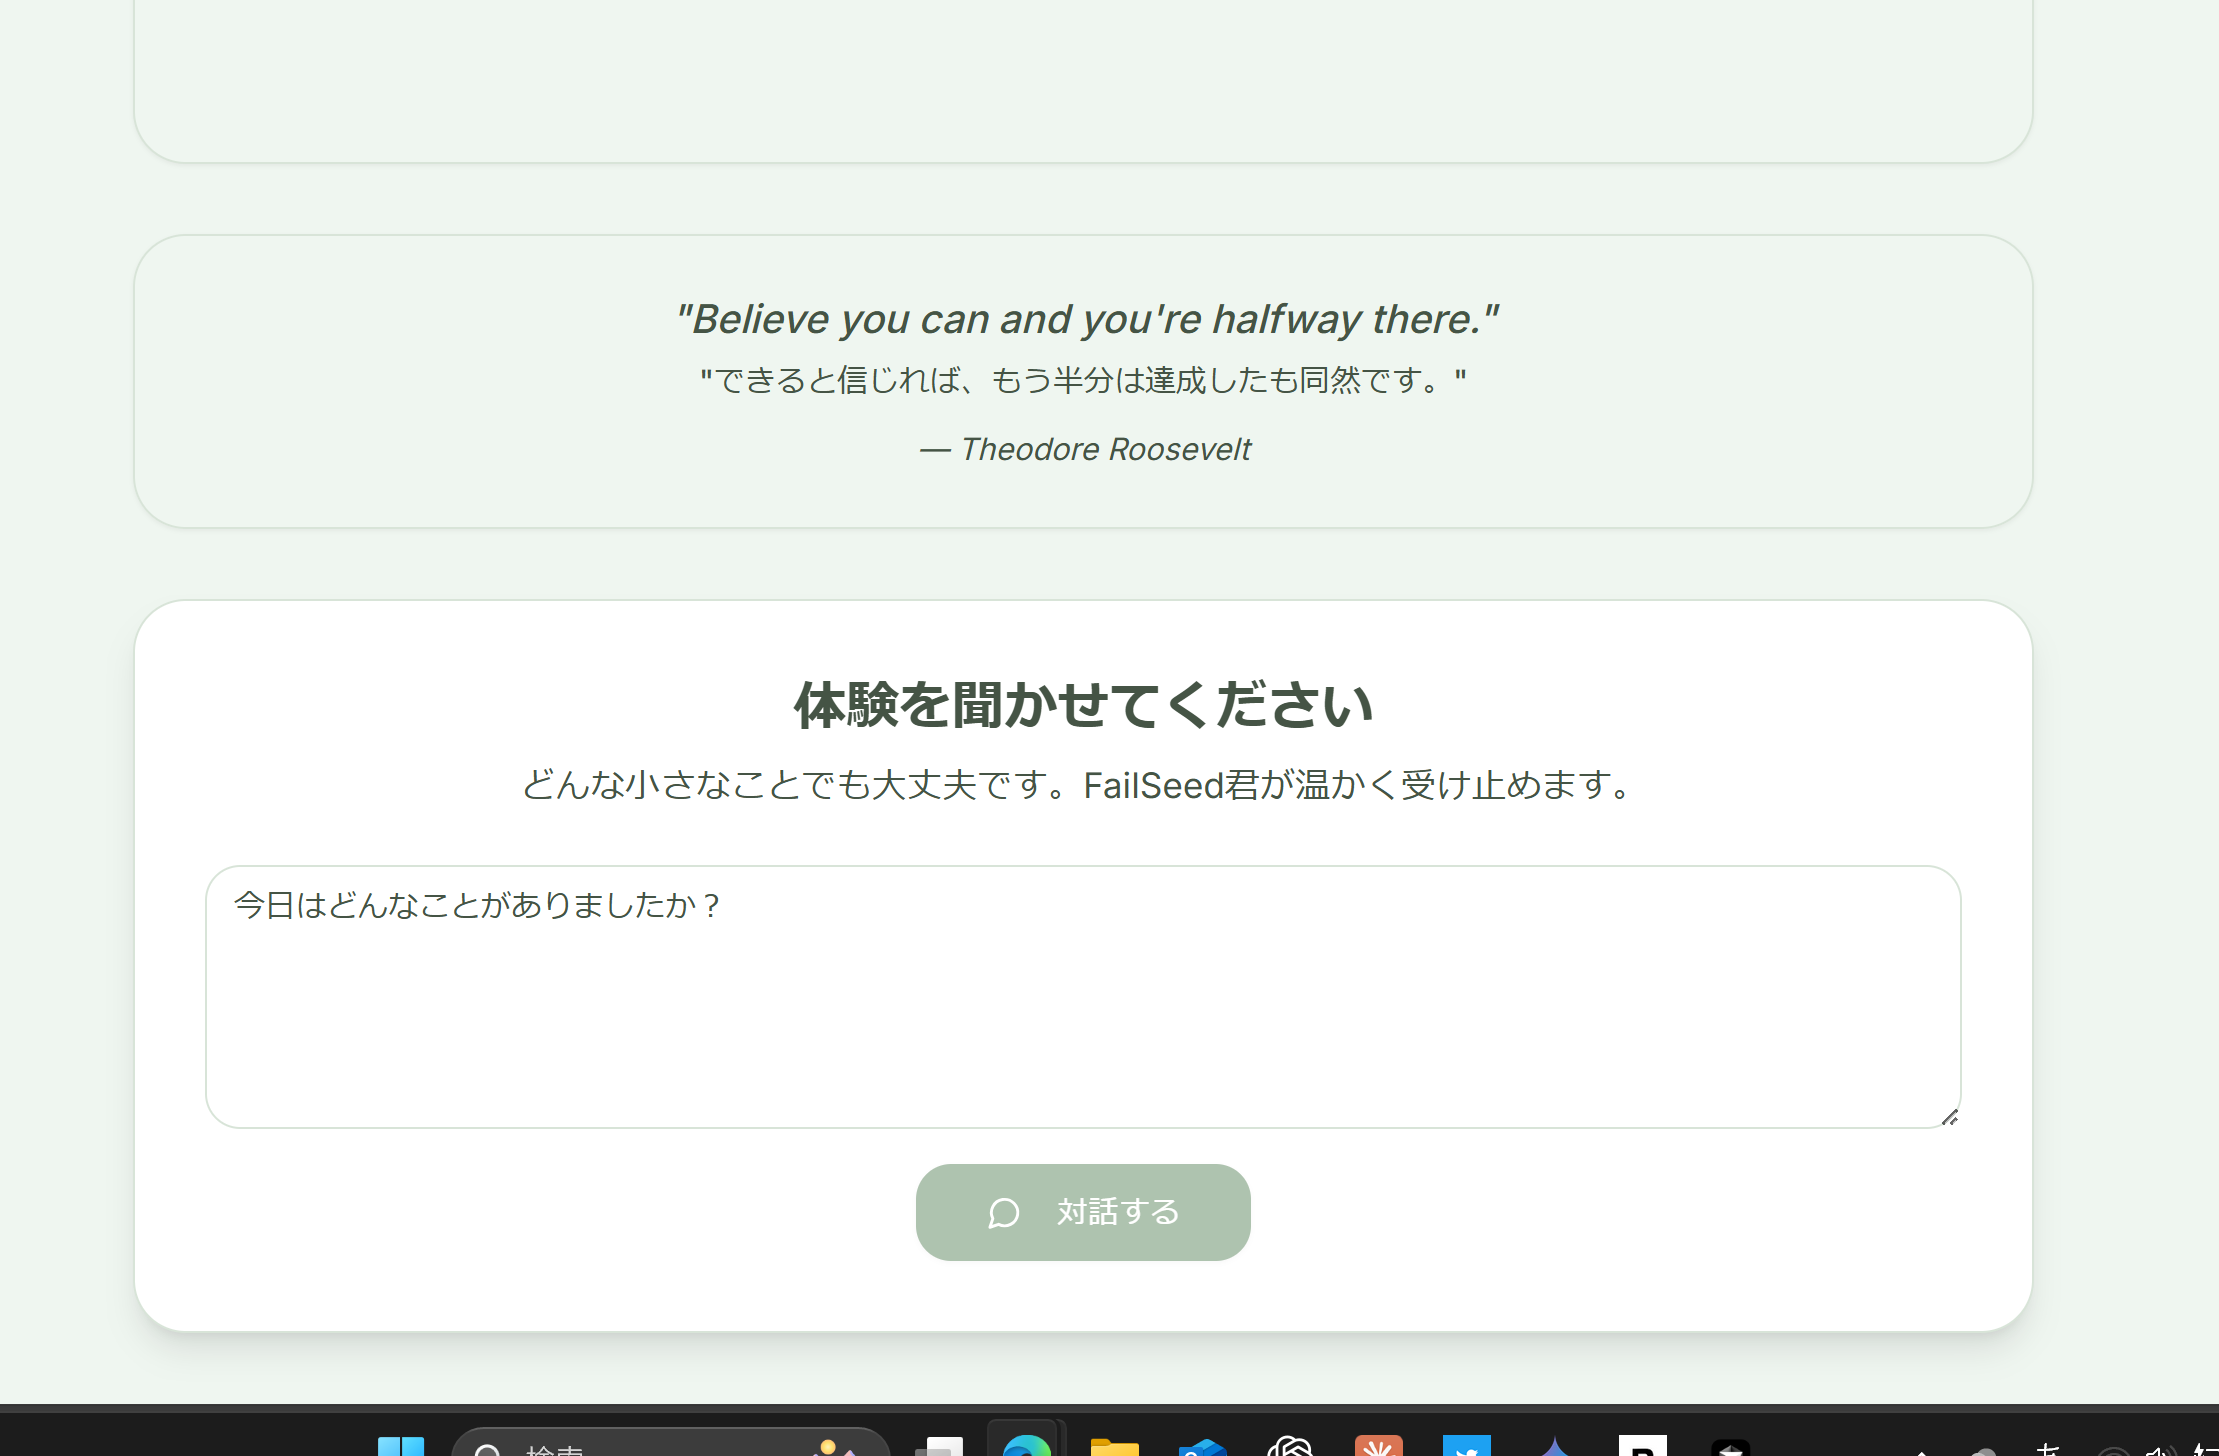 "Believe you can and you're halfway there."
"できると信じれば、もう半分は達成したも同然です。"
— Theodore Roosevelt
体験を聞かせてください
どんな小さなことでも大丈夫です。FailSeed君が温かく受け止めます。
今日はどんなことがありましたか？
対話する
検索
あ